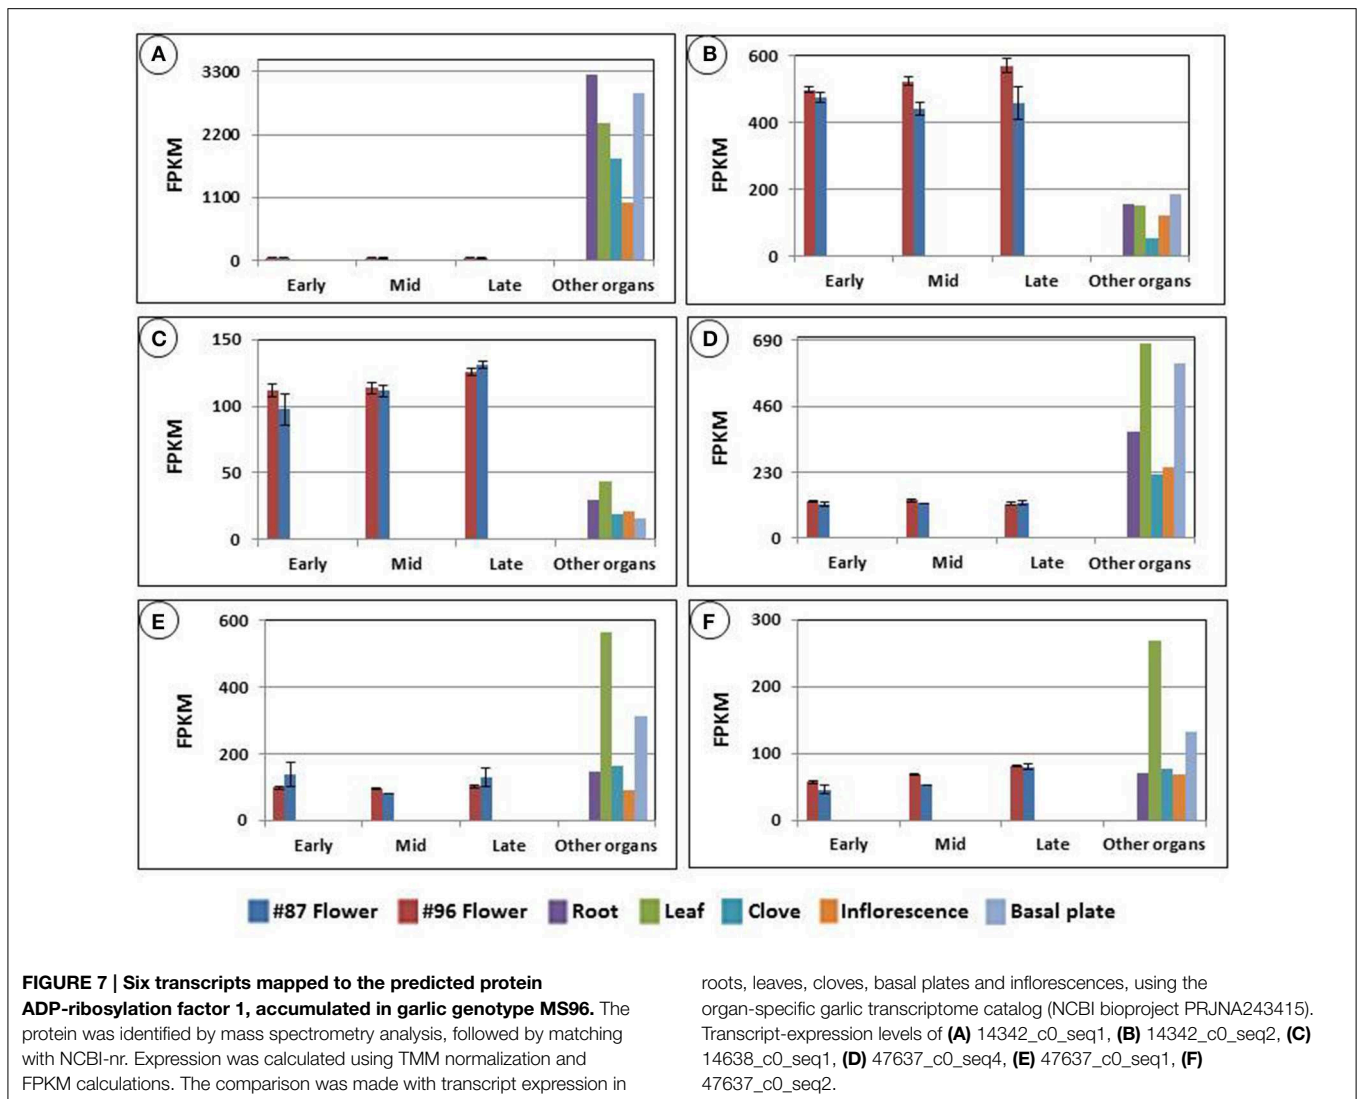 A
3300
2200
1100
0
FPKM
Early Mid Late Other organs
B
600
400
200
0
FPKM
Early Mid Late Other organs
C
150
100
50
0
FPKM
Early Mid Late Other organs
D
690
460
230
0
FPKM
Early Mid Late Other organs
E
600
400
200
0
FPKM
Early Mid Late Other organs
F
300
200
100
0
FPKM
Early Mid Late Other organs
#87 Flower #96 Flower Root Leaf Clove Inflorescence Basal plate
FIGURE 7 | Six transcripts mapped to the predicted protein
ADP-ribosylation factor 1, accumulated in garlic genotype MS96. The
protein was identified by mass spectrometry analysis, followed by matching
with NCBI-nr. Expression was calculated using TMM normalization and
FPKM calculations. The comparison was made with transcript expression in
roots, leaves, cloves, basal plates and inflorescences, using the
organ-specific garlic transcriptome catalog (NCBI bioproject PRJNA243415).
Transcript-expression levels of (A) 14342_c0_seq1, (B) 14342_c0_seq2, (C)
14638_c0_seq1, (D) 47637_c0_seq4, (E) 47637_c0_seq1, (F)
47637_c0_seq2.